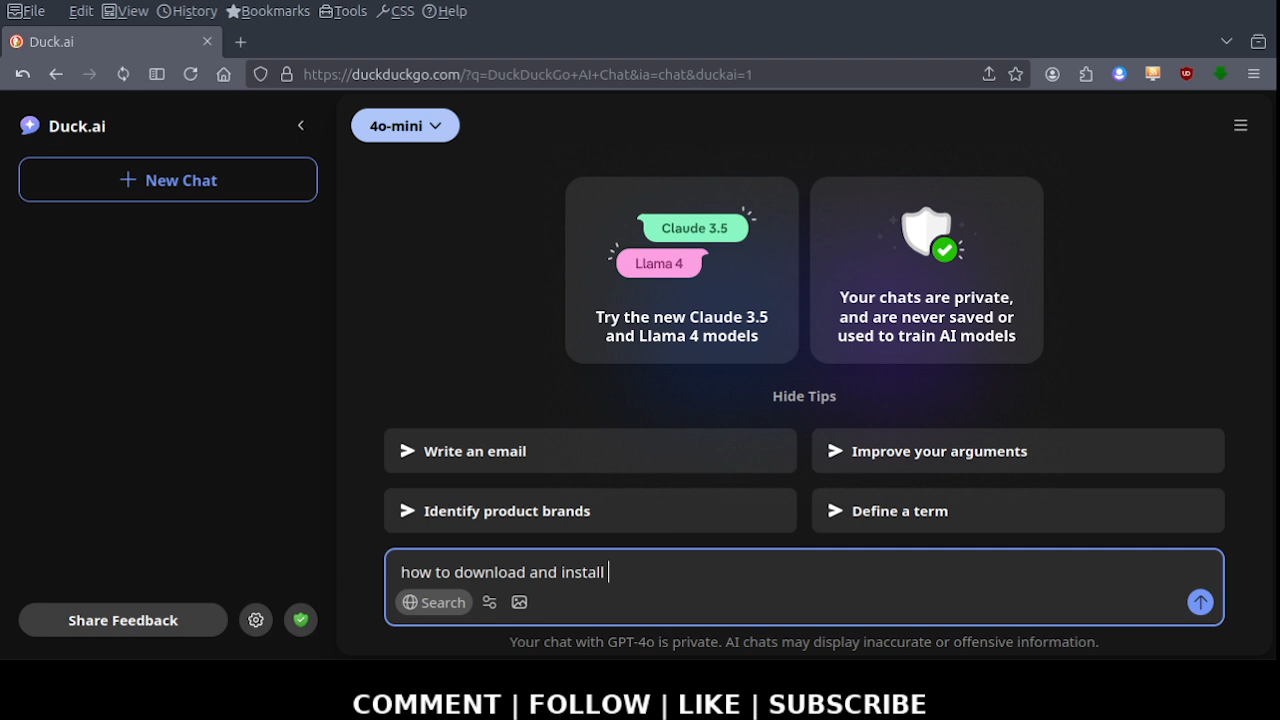 File Edit View History Bookmarks Tools CSS Help
Duck.ai
https://duckduckgo.com/?q=DuckDuckGo+AI+Chat&ia=chat&duckai=1
Duck.ai
New Chat
4o-mini
Claude 3.5
Llama 4
Try the new Claude 3.5
and Llama 4 models
Your chats are private,
and are never saved or
used to train AI models
Hide Tips
Write an email
Improve your arguments
Identify product brands
Define a term
how to download and install
Search
Share Feedback
Your chat with GPT-4o is private. AI chats may display inaccurate or offensive information.
COMMENT | FOLLOW | LIKE | SUBSCRIBE